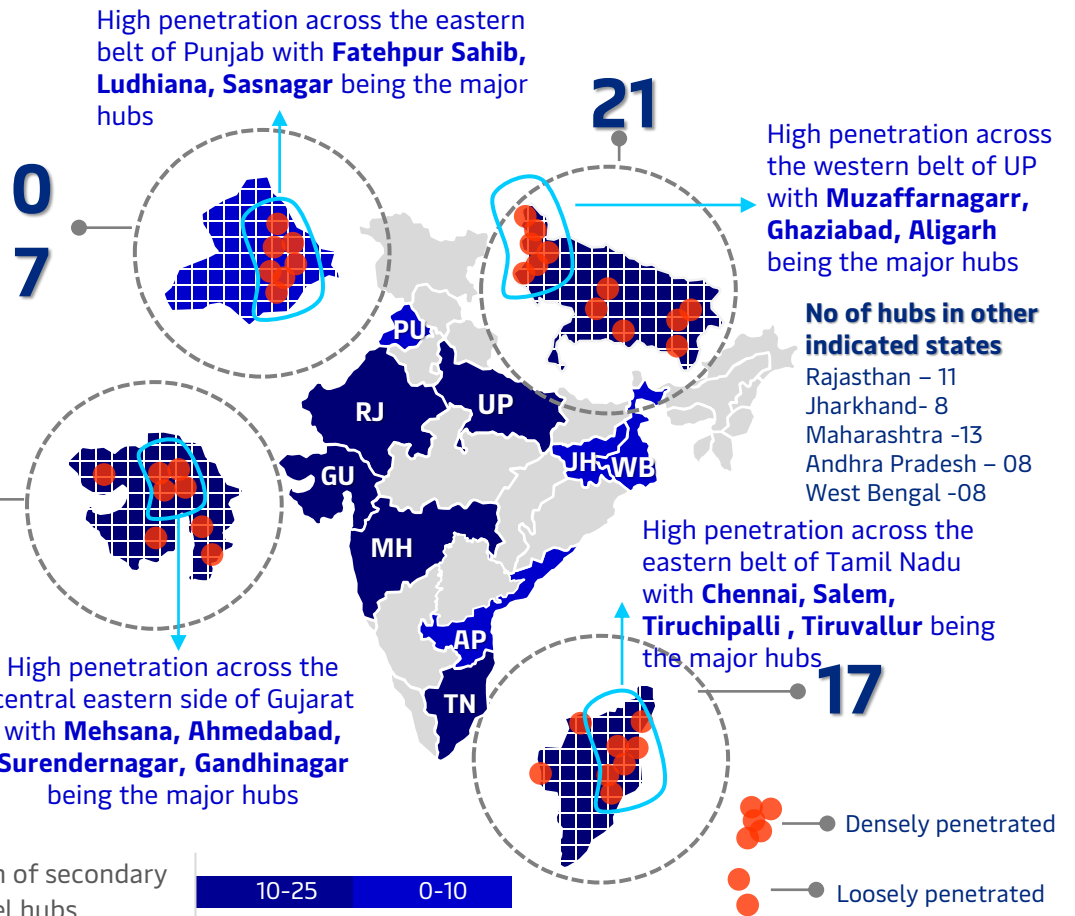 High penetration across the eastern
belt of Punjab with Fatehpur Sahib,
Ludhiana, Sasnagar being the major
hubs
0
7
21
High penetration across
the western belt of UP
with Muzaffarnagarr,
Ghaziabad, Aligarh
being the major hubs
No of hubs in other
indicated states
Rajasthan – 11
Jharkhand- 8
Maharashtra -13
Andhra Pradesh – 08
West Bengal -08
PU
RJ
UP
GU
JH
WB
MH
AP
TN
High penetration across the
eastern belt of Tamil Nadu
with Chennai, Salem,
Tiruchipalli , Tiruvallur being
the major hubs
17
High penetration across the
central eastern side of Gujarat
with Mehsana, Ahmedabad,
Surendernagar, Gandhinagar
being the major hubs
Densely penetrated
Loosely penetrated
of secondary
hubs
10-25
0-10